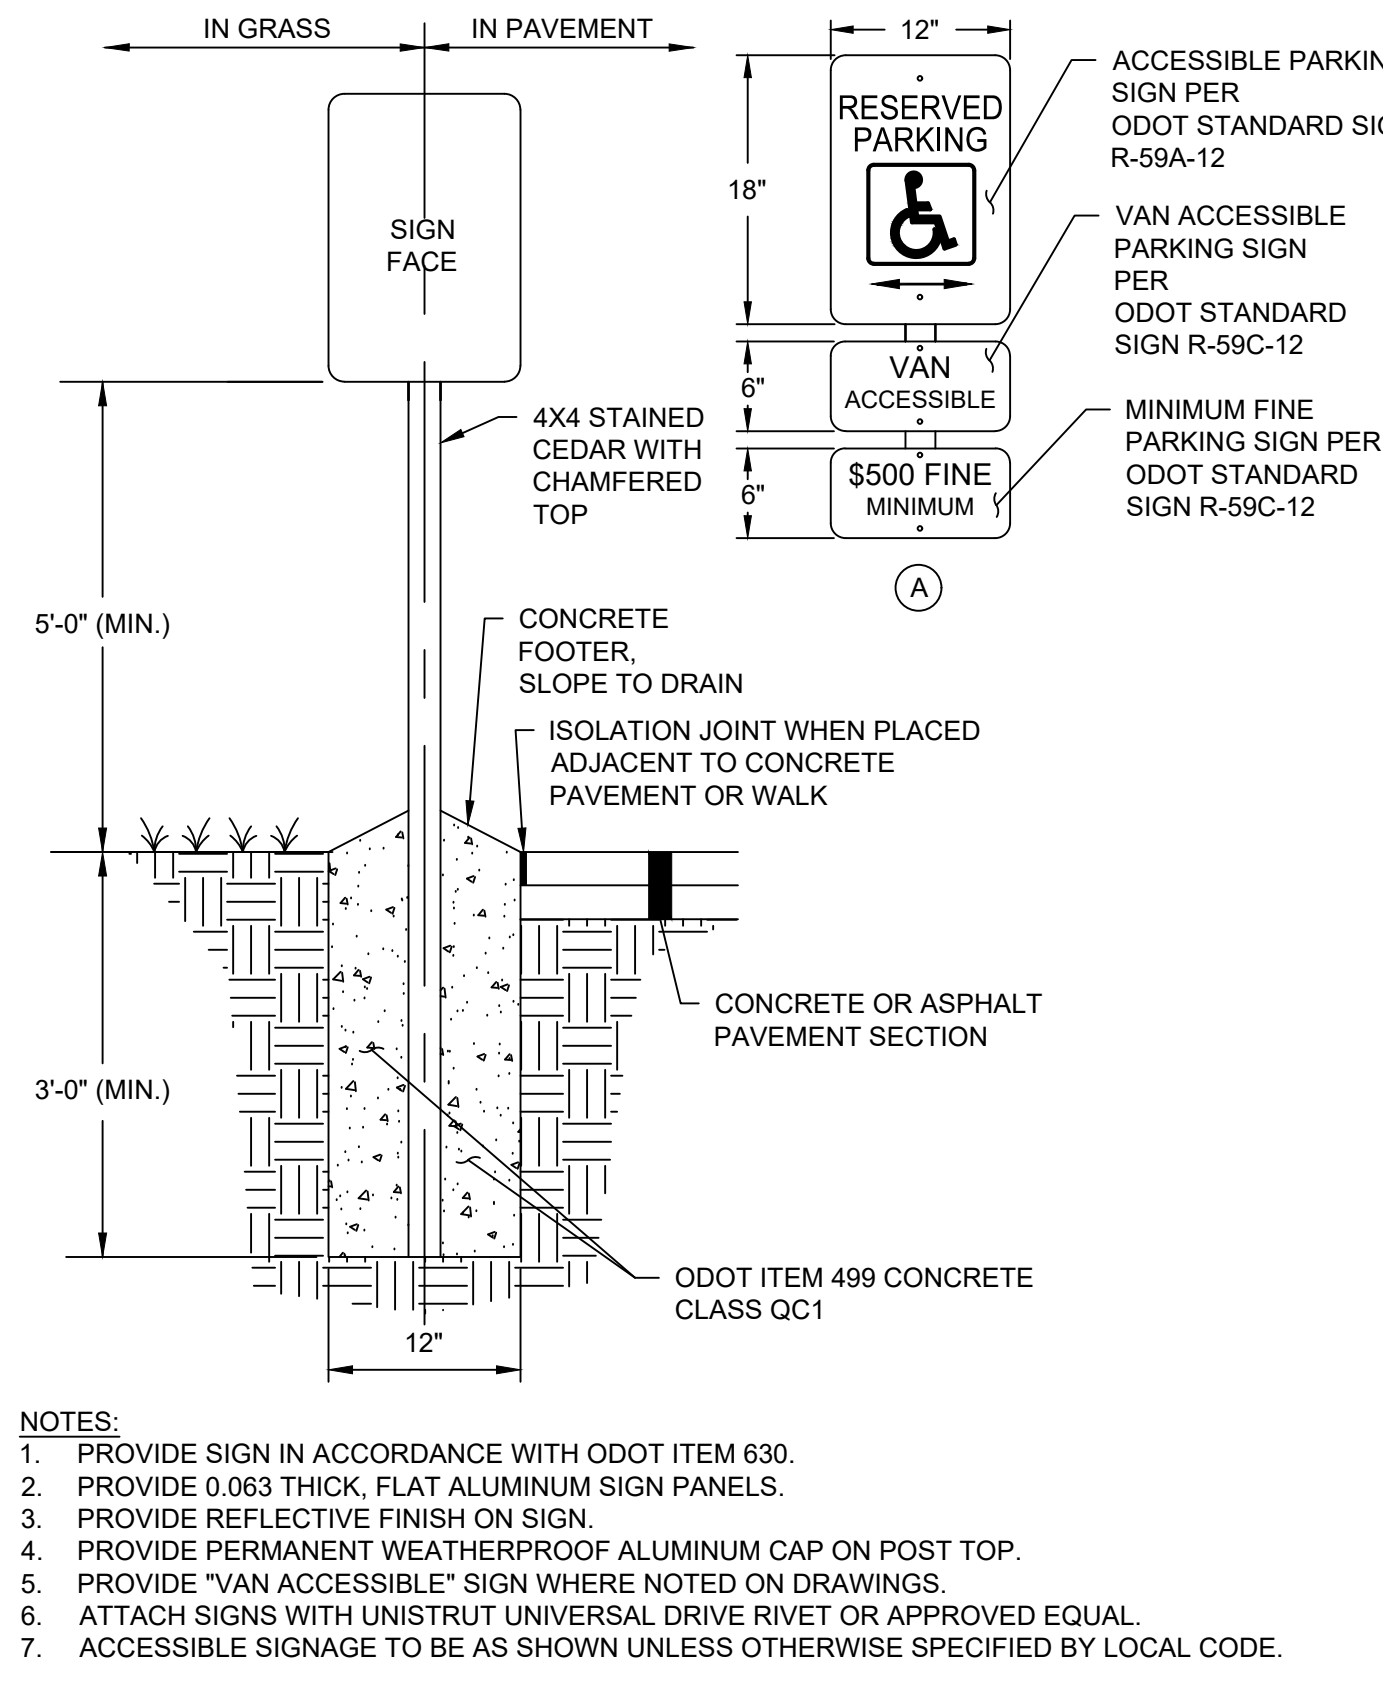 IN GRASS
IN PAVEMENT
SIGN
FACE
12"
18"
RESERVED
PARKING
ACCESSIBLE PARKIN
SIGN PER
ODOT STANDARD SIG
R-59A-12
VAN ACCESSIBLE
PARKING SIGN
PER
ODOT STANDARD
SIGN R-59C-12
6"
VAN
ACCESSIBLE
MINIMUM FINE
PARKING SIGN PER
ODOT STANDARD
SIGN R-59C-12
6"
$500 FINE
MINIMUM
A
4X4 STAINED
CEDAR WITH
CHAMFERED
TOP
5'-0" (MIN.)
CONCRETE
FOOTER,
SLOPE TO DRAIN
ISOLATION JOINT WHEN PLACED
ADJACENT TO CONCRETE
PAVEMENT OR WALK
CONCRETE OR ASPHALT
PAVEMENT SECTION
3'-0" (MIN.)
ODOT ITEM 499 CONCRETE
CLASS QC1
12"
NOTES:
1. PROVIDE SIGN IN ACCORDANCE WITH ODOT ITEM 630.
2. PROVIDE 0.063 THICK, FLAT ALUMINUM SIGN PANELS.
3. PROVIDE REFLECTIVE FINISH ON SIGN.
4. PROVIDE PERMANENT WEATHERPROOF ALUMINUM CAP ON POST TOP.
5. PROVIDE "VAN ACCESSIBLE" SIGN WHERE NOTED ON DRAWINGS.
6. ATTACH SIGNS WITH UNISTRUT UNIVERSAL DRIVE RIVET OR APPROVED EQUAL.
7. ACCESSIBLE SIGNAGE TO BE AS SHOWN UNLESS OTHERWISE SPECIFIED BY LOCAL CODE.